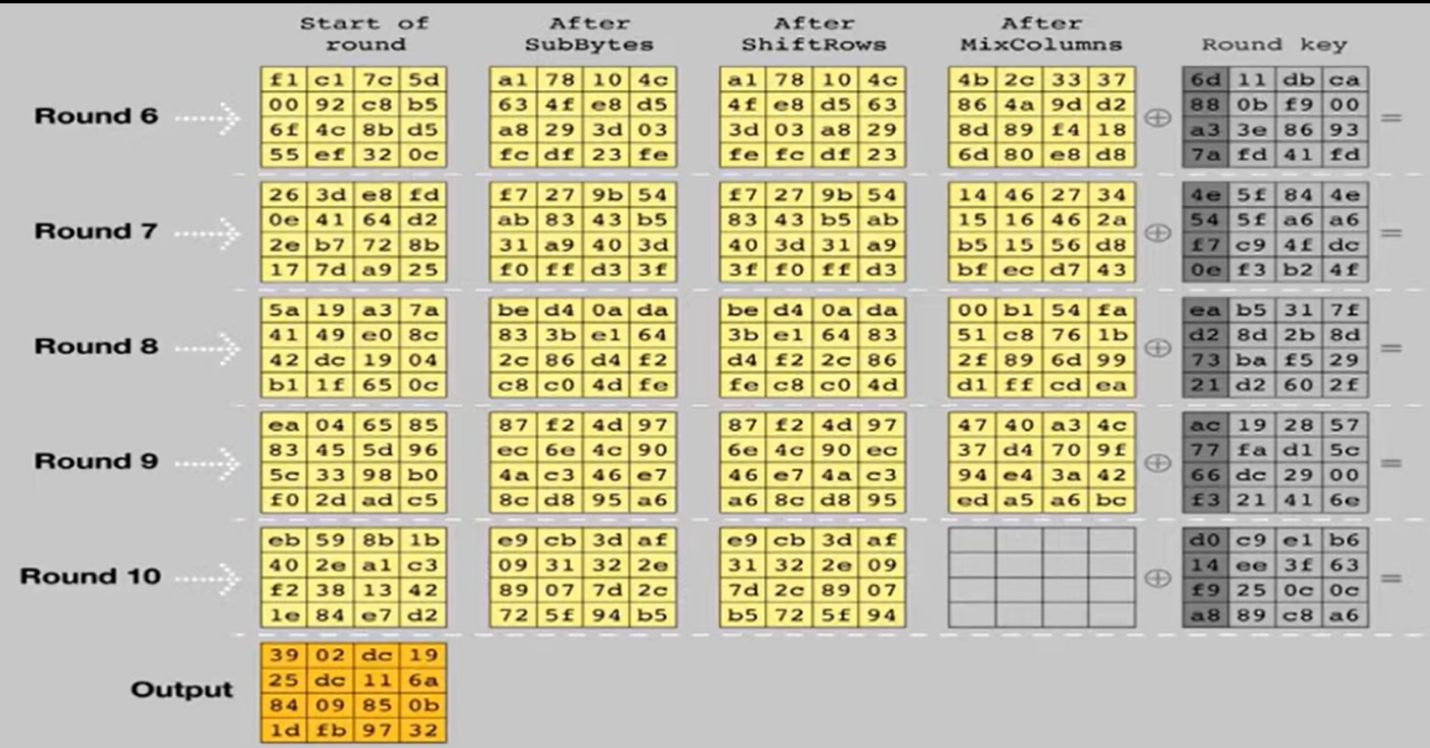 Start of round After SubBytes After ShiftRows After MixColumns Round key
Round 6
f1 c1 7c 5d a1 78 10 4c a1 78 10 4c 4b 2c 33 37 6d 11 db ca
00 92 c8 b5 63 4f e8 d5 4f e8 d5 63 86 4a 9d d2 ⊕ 88 0b f9 00 =
6f 4c 8b d5 a8 29 3d 03 3d 03 a8 29 8d 89 f4 18 a3 3e 86 93
55 ef 32 0c fc df 23 fe fe fc df 23 6d 80 e8 d8 7a fd 41 fd
Round 7
26 3d e8 fd f7 27 9b 54 f7 27 9b 54 14 46 27 34 4e 5f 84 4e
0e 41 64 d2 ab 83 43 b5 83 43 b5 ab 15 16 46 2a ⊕ 54 5f a6 a6 =
2e b7 72 8b 31 a9 40 3d 40 3d 31 a9 b5 15 56 d8 f7 c9 4f dc
17 7d a9 25 f0 ff d3 3f 3f f0 ff d3 bf ec d7 43 0e f3 b2 4f
Round 8
5a 19 a3 7a be d4 0a da be d4 0a da 00 b1 54 fa ea b5 31 7f
41 49 e0 8c 83 3b e1 64 3b e1 64 83 51 c8 76 1b ⊕ d2 8d 2b 8d =
42 dc 19 04 2c 86 d4 f2 d4 f2 2c 86 2f 89 6d 99 73 ba f5 29
b1 1f 65 0c c8 c0 4d fe fe c8 c0 4d d1 ff cd ea 21 d2 60 2f
Round 9
ea 04 65 85 87 f2 4d 97 87 f2 4d 97 47 40 a3 4c ac 19 28 57
83 45 5d 96 ec 6e 4c 90 6e 4c 90 ec 37 d4 70 9f ⊕ 77 fa d1 5c =
5c 33 98 b0 4a c3 46 e7 46 e7 4a c3 94 e4 3a 42 66 dc 29 00
f0 2d ad c5 8c d8 95 a6 a6 8c d8 95 ed a5 a6 bc f3 21 41 6e
Round 10
eb 59 8b 1b e9 cb 3d af e9 cb 3d af d0 c9 e1 b6
40 2e a1 c3 09 31 32 2e 31 32 2e 09 ⊕ 14 ee 3f 63 =
f2 38 13 42 89 07 7d 2c 7d 2c 89 07 f9 25 0c 0c
1e 84 e7 d2 72 5f 94 b5 b5 72 5f 94 a8 89 c8 a6
Output
39 02 dc 19
25 dc 11 6a
84 09 85 0b
1d fb 97 32